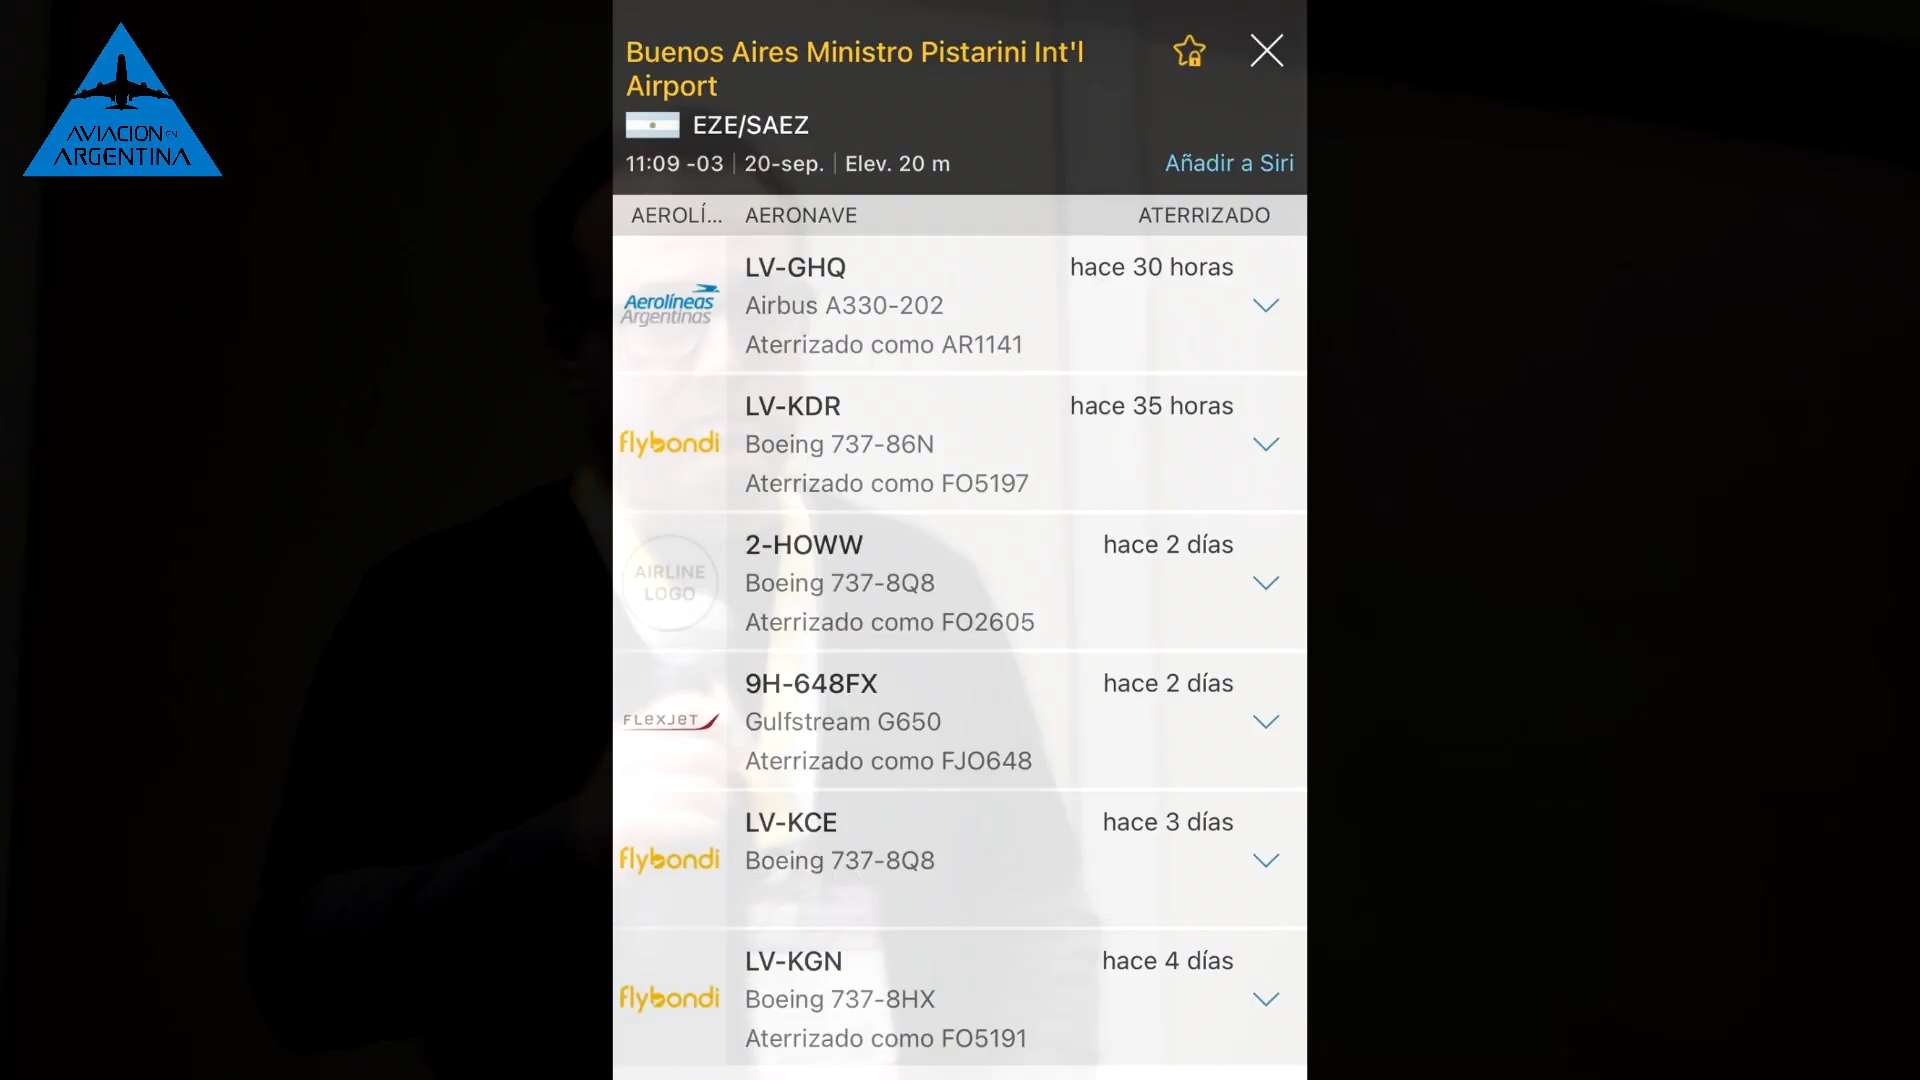 AVIACION EN
ARGENTINA
Buenos Aires Ministro Pistarini Int'l
Airport
EZE/SAEZ
11:09 -03 | 20-sep. | Elev. 20 m
Añadir a Siri
AEROLÍ... AERONAVE ATERRIZADO
LV-GHQ hace 30 horas
Aerolíneas
Argentinas
Airbus A330-202
Aterrizado como AR1141
LV-KDR hace 35 horas
flybondi
Boeing 737-86N
Aterrizado como FO5197
2-HOWW hace 2 días
AIRLINE
LOGO
Boeing 737-8Q8
Aterrizado como FO2605
9H-648FX hace 2 días
FLEXJET
Gulfstream G650
Aterrizado como FJO648
LV-KCE hace 3 días
flybondi
Boeing 737-8Q8
LV-KGN hace 4 días
flybondi
Boeing 737-8HX
Aterrizado como FO5191